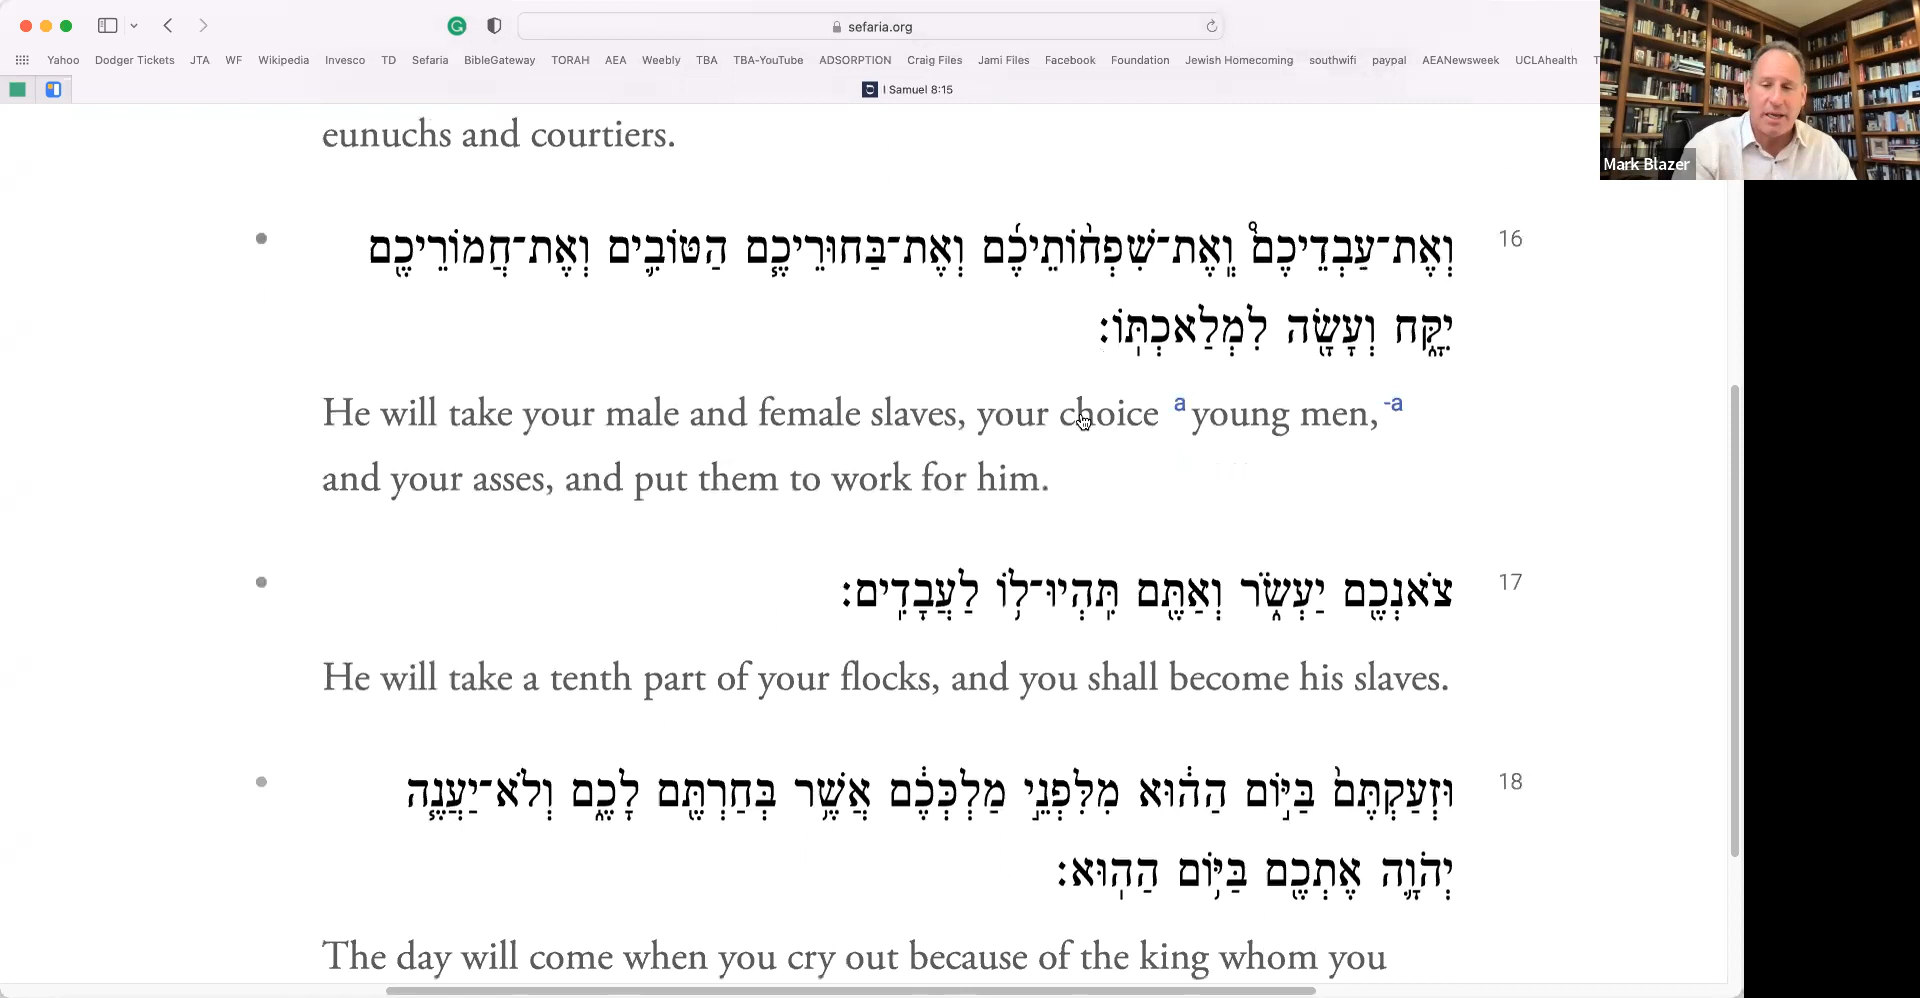 sefaria.org
Yahoo Dodger Tickets JTA WF Wikipedia Invesco TD Sefaria BibleGateway TORAH AEA Weebly TBA TBA-YouTube ADSORPTION Craig Files Jami Files Facebook Foundation Jewish Homecoming southwifi paypal AEANewsweek UCLAhealth
I Samuel 8:15
Mark Blazer
eunuchs and courtiers.
16
וְאֶת־עַבְדֵיכֶם֩ וְֽאֶת־שִׁפְח֨וֹתֵיכֶ֜ם וְאֶת־בַּחוּרֵיכֶ֧ם הַטּוֹבִ֛ים וְאֶת־חֲמוֹרֵיכֶ֖ם
יִקָּ֑ח וְעָשָׂ֖ה לִמְלַאכְתּֽוֹ׃
He will take your male and female slaves, your choice a young men, -a
and your asses, and put them to work for him.
17
צֹאנְכֶ֖ם יַעְשֹׂ֑ר וְאַתֶּ֖ם תִּֽהְיוּ־ל֥וֹ לַעֲבָדִֽים׃
He will take a tenth part of your flocks, and you shall become his slaves.
18
וּזְעַקְתֶּם֙ בַּיּ֣וֹם הַה֔וּא מִלִּפְנֵ֣י מַלְכְּכֶ֔ם אֲשֶׁ֥ר בְּחַרְתֶּ֖ם לָכֶ֑ם וְלֹא־יַעֲנֶ֧ה
יְהֹוָ֛ה אֶתְכֶ֖ם בַּיּ֥וֹם הַהֽוּא׃
The day will come when you cry out because of the king whom you